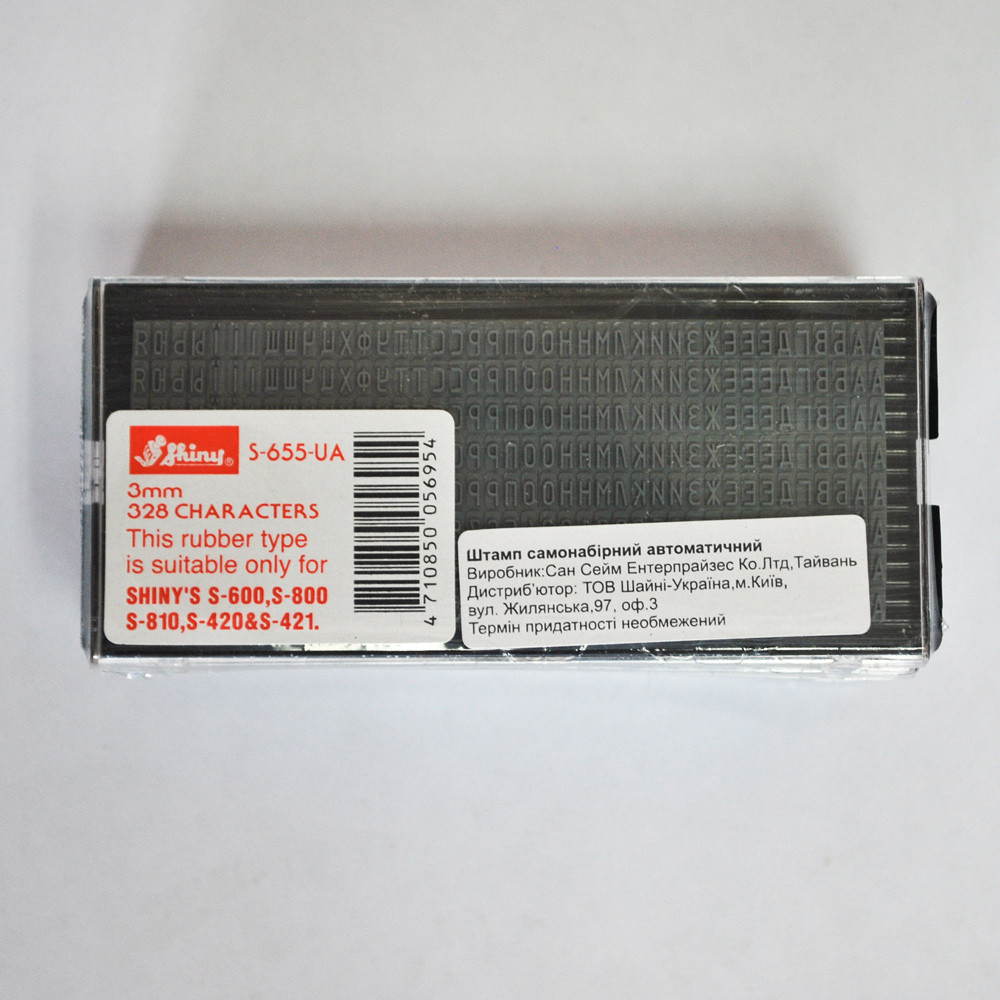 Shiny® S-655-UA
3mm
328 CHARACTERS
This rubber type
is suitable only for
SHINY'S S-600,S-800
S-810,S-420&S-421.
4 710850 056954
Штамп самонабірний автоматичний
Виробник:Сан Сейм Ентерпрайзес Ко.Лтд,Тайвань
Дистриб'ютор: ТОВ Шайні-Україна,м.Київ,
вул. Жилянська,97, оф.3
Термін придатності необмежений